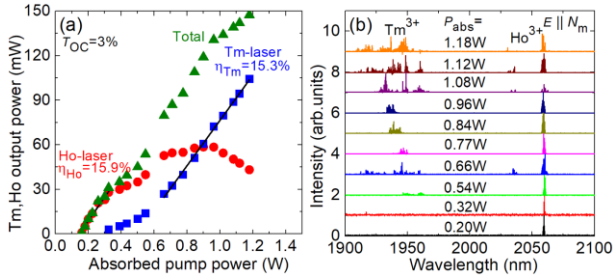 (a)
T_OC=3%
Total
Tm-laser
η_Tm=15.3%
Ho-laser
η_Ho=15.9%
Tm,Ho output power (mW)
150
120
90
60
30
0
0.0 0.2 0.4 0.6 0.8 1.0 1.2 1.4
Absorbed pump power (W)
(b)
Tm³⁺
P_abs=
Ho³⁺
E || N_m
1.18W
1.12W
1.08W
0.96W
0.84W
0.77W
0.66W
0.54W
0.32W
0.20W
Intensity (arb.units)
10
8
6
4
2
0
1900 1950 2000 2050 2100
Wavelength (nm)